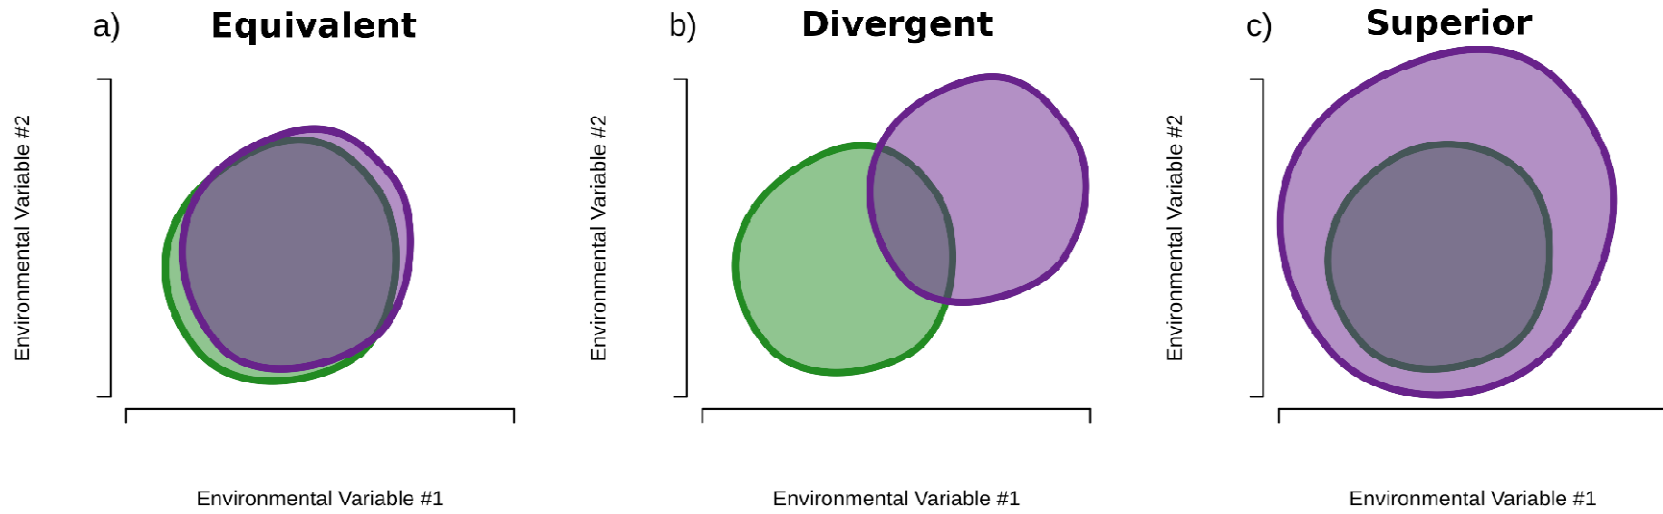 a) Equivalent
b) Divergent
c) Superior
Environmental Variable #2
Environmental Variable #2
Environmental Variable #2
Environmental Variable #1
Environmental Variable #1
Environmental Variable #1